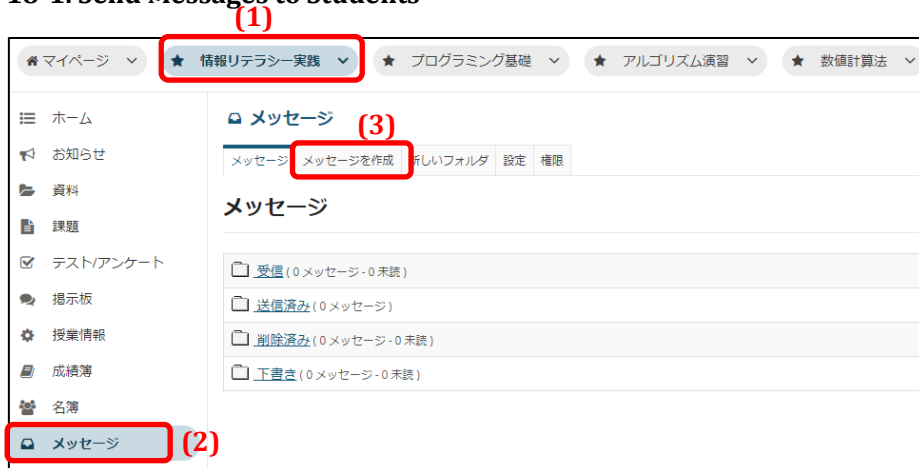 18-1. Send Messages to Students
(1)
マイページ 情報リテラシー実践 プログラミング基礎 アルゴリズム演習 数値計算法
ホーム
メッセージ
(3)
お知らせ
メッセージ メッセージを作成 新しいフォルダ 設定 権限
資料
メッセージ
課題
テスト/アンケート
受信 (0メッセージ-0未読)
掲示板
送信済み (0メッセージ)
授業情報
削除済み (0メッセージ-0未読)
成績簿
下書き (0メッセージ-0未読)
名簿
メッセージ
(2)